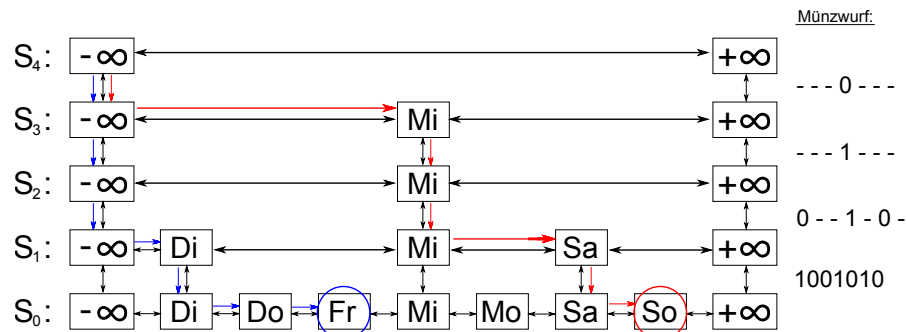 Münzwurf:
S₄: -∞ +∞
- - - 0 - - -
S₃: -∞ Mi +∞
- - - 1 - - -
S₂: -∞ Mi +∞
0 - - 1 - 0 -
S₁: -∞ Di Mi Sa +∞
1001010
S₀: -∞ Di Do Fr Mi Mo Sa So +∞